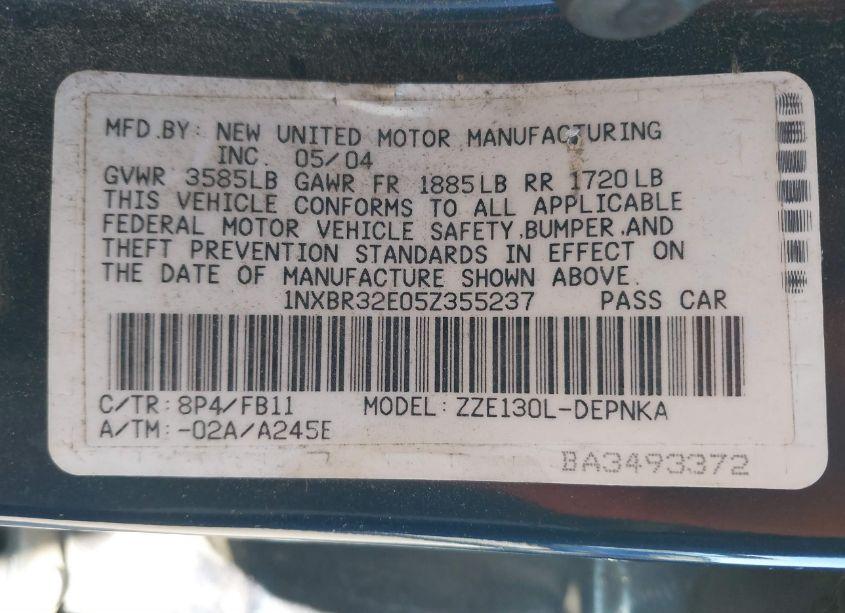 MFD.BY: NEW UNITED MOTOR MANUFACTURING
INC. 05/04
GVWR 3585LB GAWR FR 1885LB RR 1720LB
THIS VEHICLE CONFORMS TO ALL APPLICABLE
FEDERAL MOTOR VEHICLE SAFETY,BUMPER,AND
THEFT PREVENTION STANDARDS IN EFFECT ON
THE DATE OF MANUFACTURE SHOWN ABOVE.
1NXBR32E05Z355237 PASS CAR
C/TR: 8P4/FB11 MODEL: ZZE130L-DEPNKA
A/TM: -02A/A245E
BA3493372